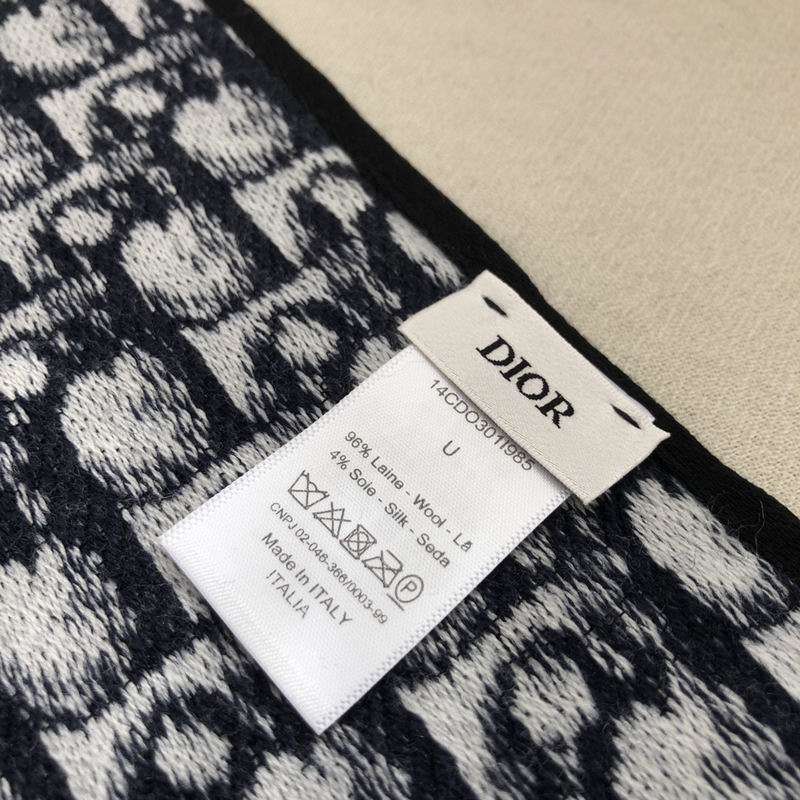 DIOR
14CDO301I985
U
96% Laine - Wool - Lã
4% Soie - Silk - Seda
P
CNPJ 02-046-366/0003-99
Made In ITALY
ITALIA